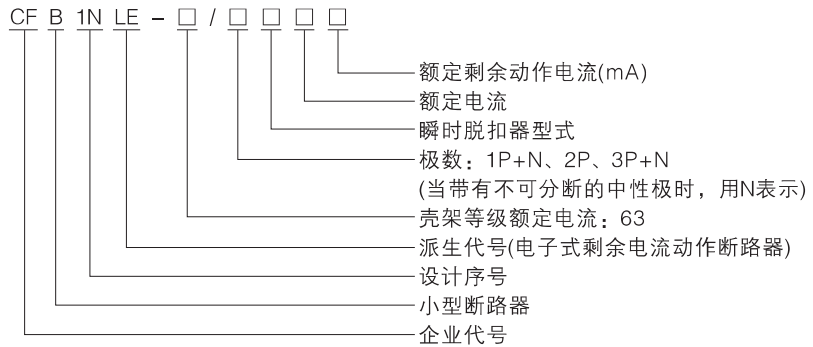 CF B 1N LE - □ / □ □ □ □
额定剩余动作电流(mA)
额定电流
瞬时脱扣器型式
极数：1P+N、2P、3P+N
(当带有不可分断的中性极时，用N表示)
壳架等级额定电流：63
派生代号(电子式剩余电流动作断路器)
设计序号
小型断路器
企业代号